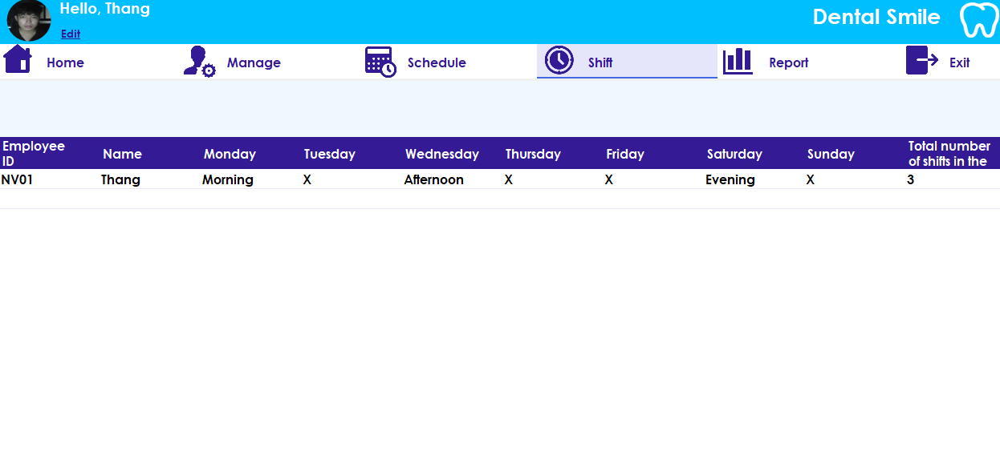 Hello, Thang
Dental Smile
Edit
Home Manage Schedule Shift Report Exit
Employee ID Name Monday Tuesday Wednesday Thursday Friday Saturday Sunday Total number of shifts in the
NV01 Thang Morning X Afternoon X X Evening X 3